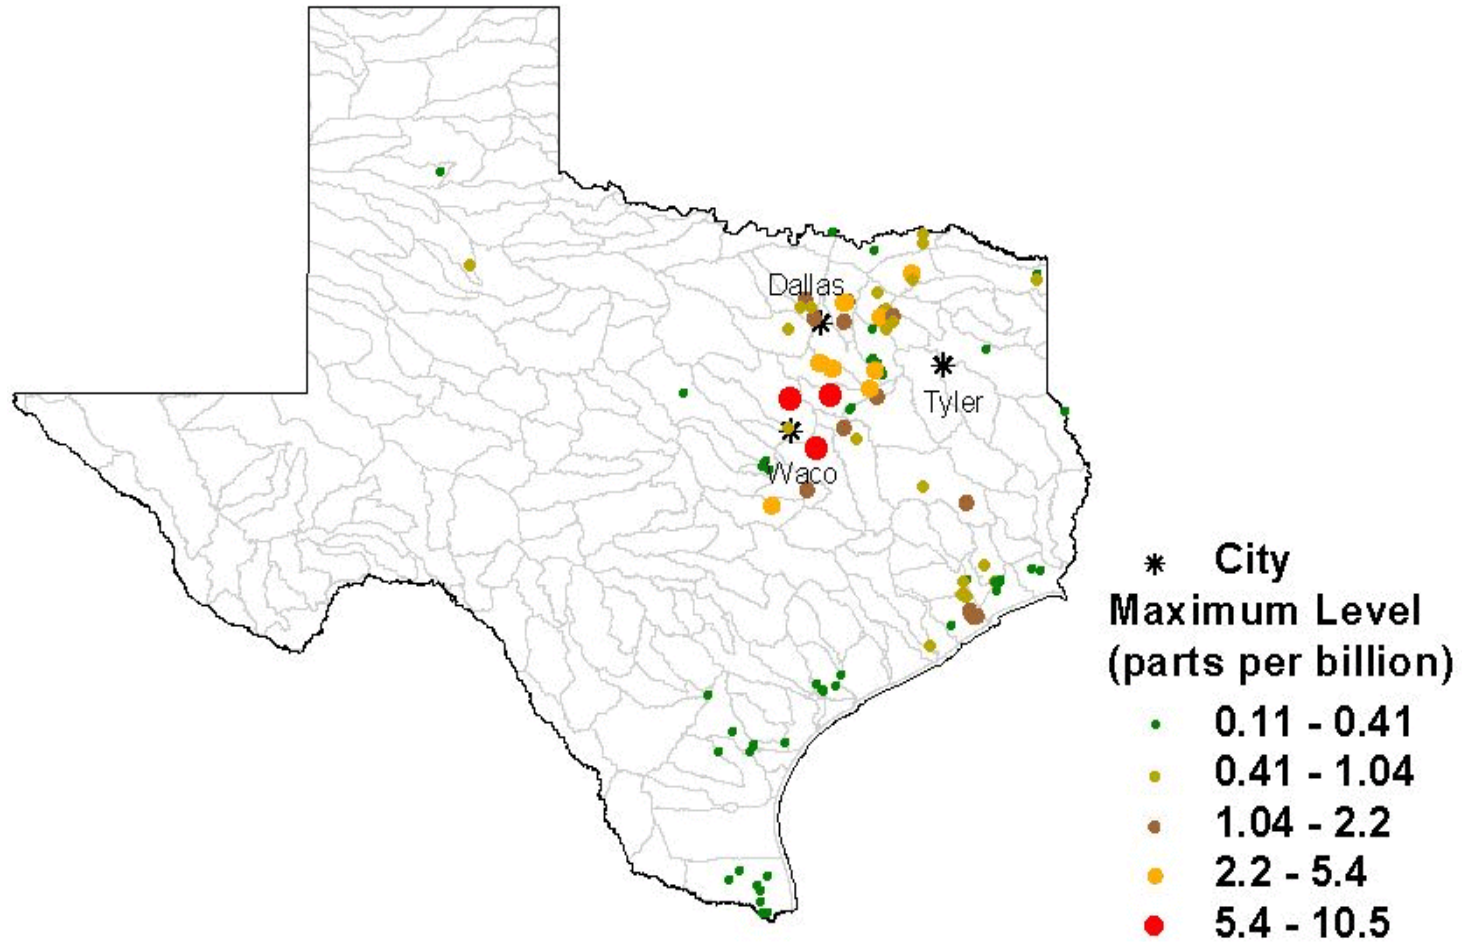 Dallas
Tyler
Waco
City
Maximum Level
(parts per billion)
0.11 - 0.41
0.41 - 1.04
1.04 - 2.2
2.2 - 5.4
5.4 - 10.5